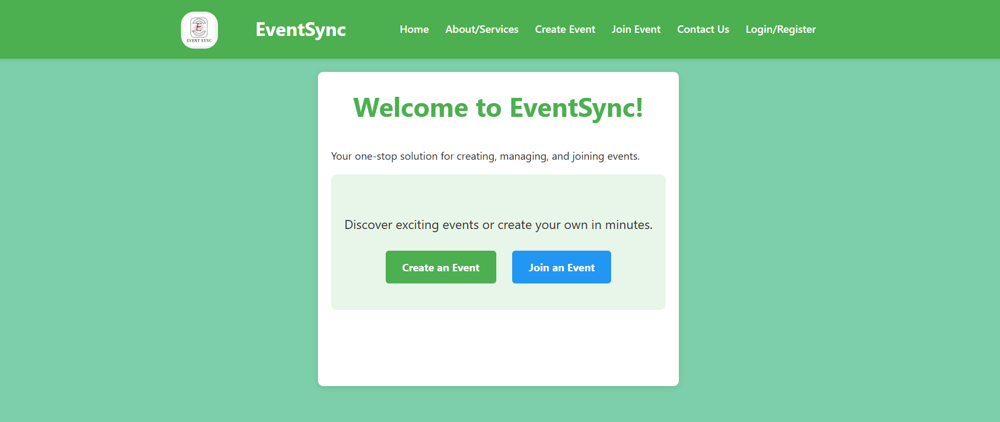 E
EVENT SYNC
EventSync
Home
About/Services
Create Event
Join Event
Contact Us
Login/Register
Welcome to EventSync!
Your one-stop solution for creating, managing, and joining events.
Discover exciting events or create your own in minutes.
Create an Event
Join an Event